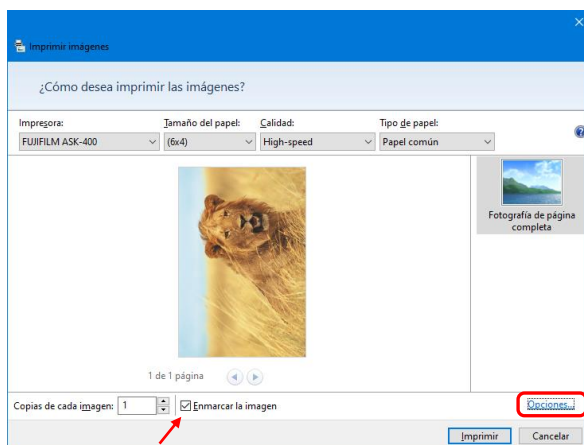 Imprimir imágenes
¿Cómo desea imprimir las imágenes?
Impresora: Tamaño del papel: Calidad: Tipo de papel:
FUJIFILM ASK-400 (6x4) High-speed Papel común
Fotografía de página
completa
1 de 1 página
Copias de cada imagen: 1 Enmarcar la imagen Opciones...
Imprimir Cancelar